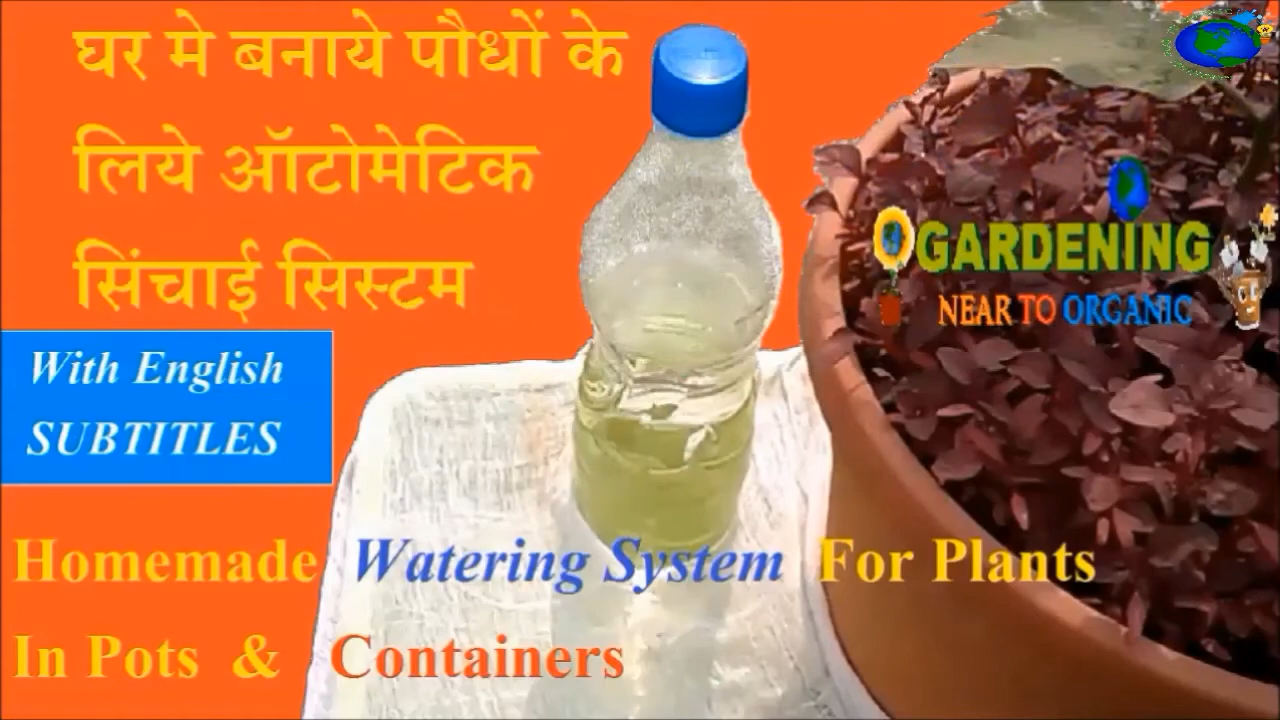 घर मे बनाये पौधों के
लिये ऑटोमेटिक
सिंचाई सिस्टम
With English
SUBTITLES
GARDENING
NEAR TO ORGANIC
Homemade Watering System For Plants
In Pots & Containers